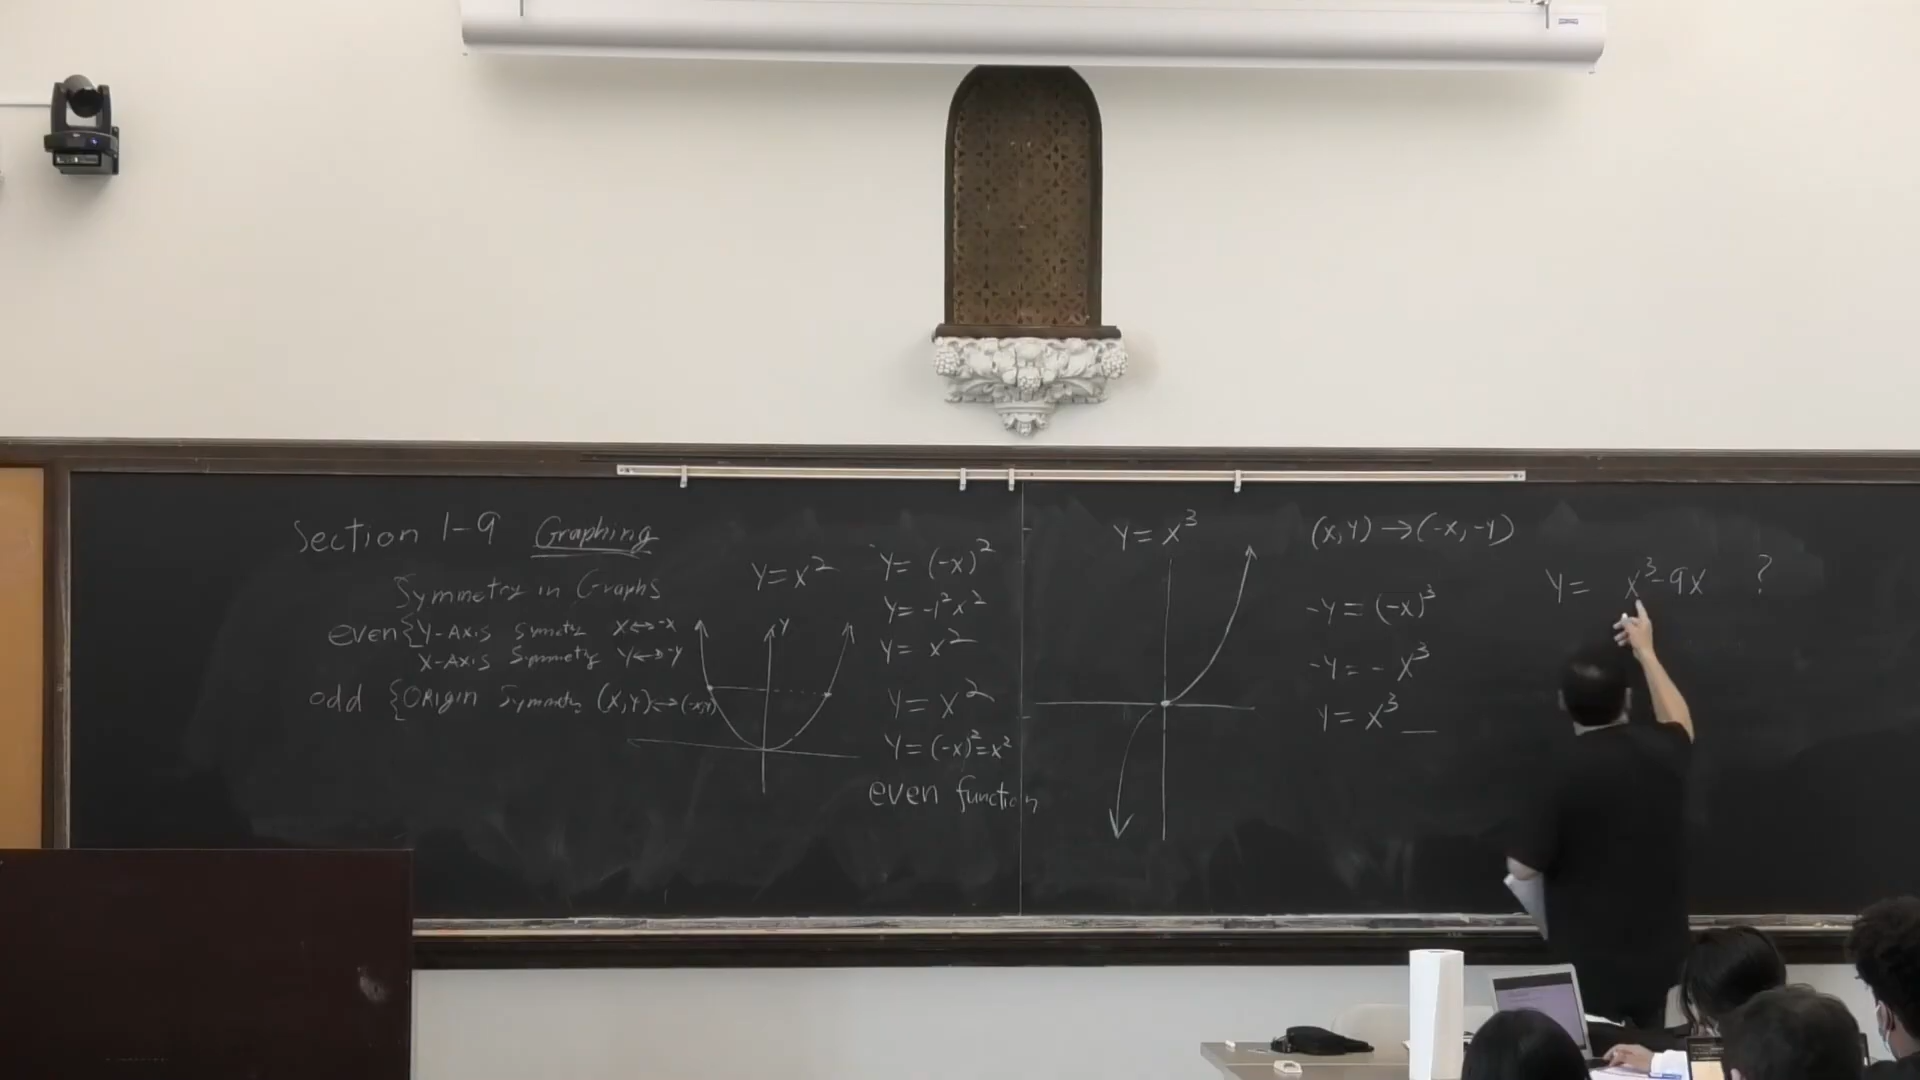 Section 1-9 Graphing
Symmetry in Graphs
even { Y-Axis Symmetry X↔-X
X-Axis Symmetry Y↔-Y
odd { ORigin Symmetry (X,Y)↔(-X,-Y)
Y=X²
Y
Y= (-X)²
Y= -1²X²
Y= X²
Y= X²
Y= (-X)²=X²
even function
Y= X³
(X,Y) → (-X,-Y)
-Y = (-X)³
-Y = - X³
Y = X³
Y= X³-9X ?